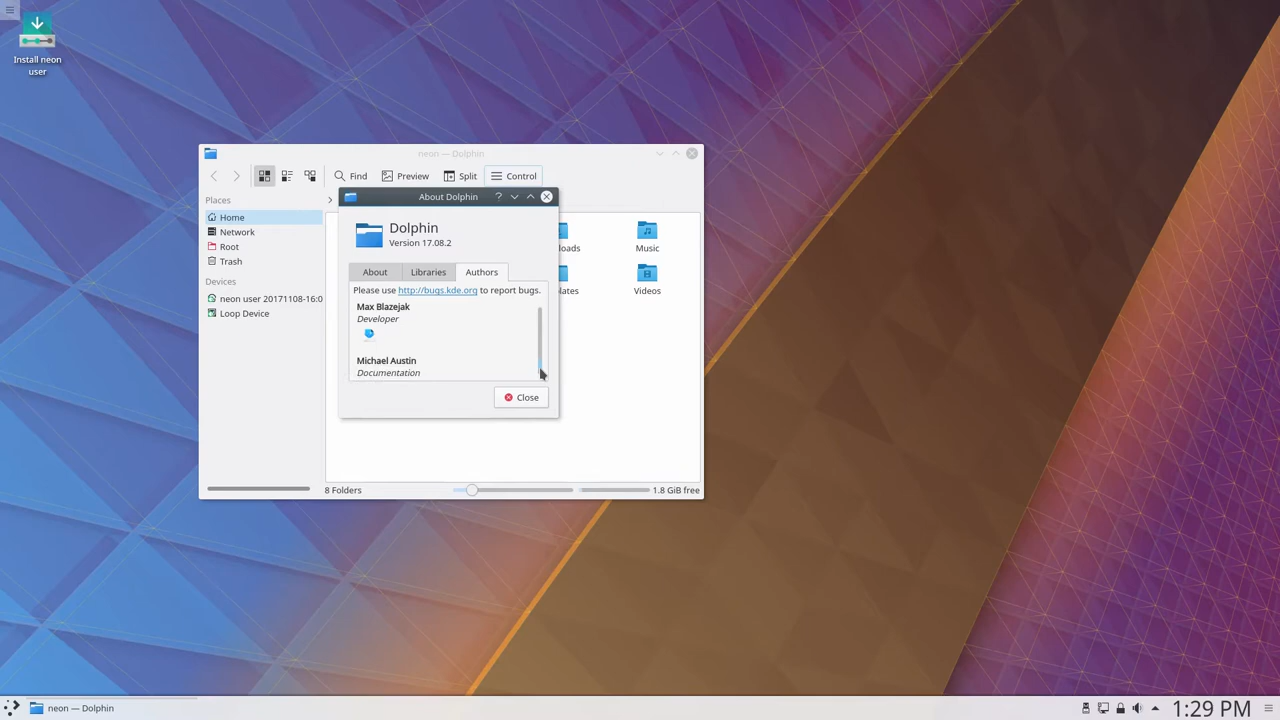 Install neon
user
neon — Dolphin
Find
Preview
Split
Control
Places
Home
Network
Root
Trash
Devices
neon user 20171108-16:0
Loop Device
About Dolphin
Dolphin
Version 17.08.2
About
Libraries
Authors
Please use http://bugs.kde.org to report bugs.
Max Blazejak
Developer
Michael Austin
Documentation
Close
loads
Music
lates
Videos
8 Folders
1.8 GiB free
neon — Dolphin
1:29 PM